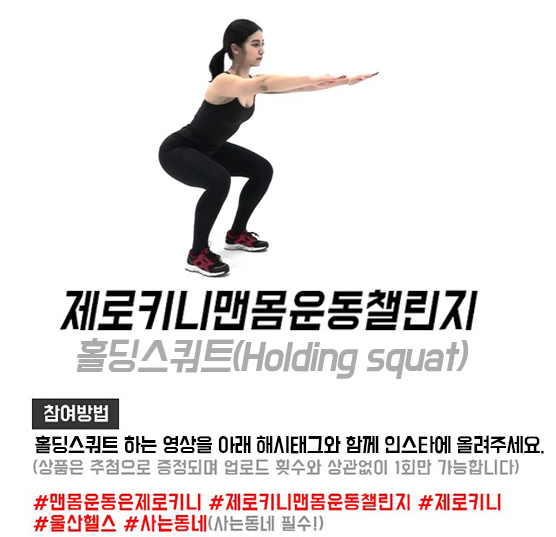 제로키니맨몸운동챌린지
홀딩스쿼트(Holding squat)
참여방법
홀딩스쿼트 하는 영상을 아래 해시태그와 함께 인스타에 올려주세요.
(상품은 추첨으로 증정되며 업로드 횟수와 상관없이 1회만 가능합니다)
#맨몸운동은제로키니 #제로키니맨몸운동챌린지 #제로키니
#울산헬스 #사는동네(사는동네 필수!)